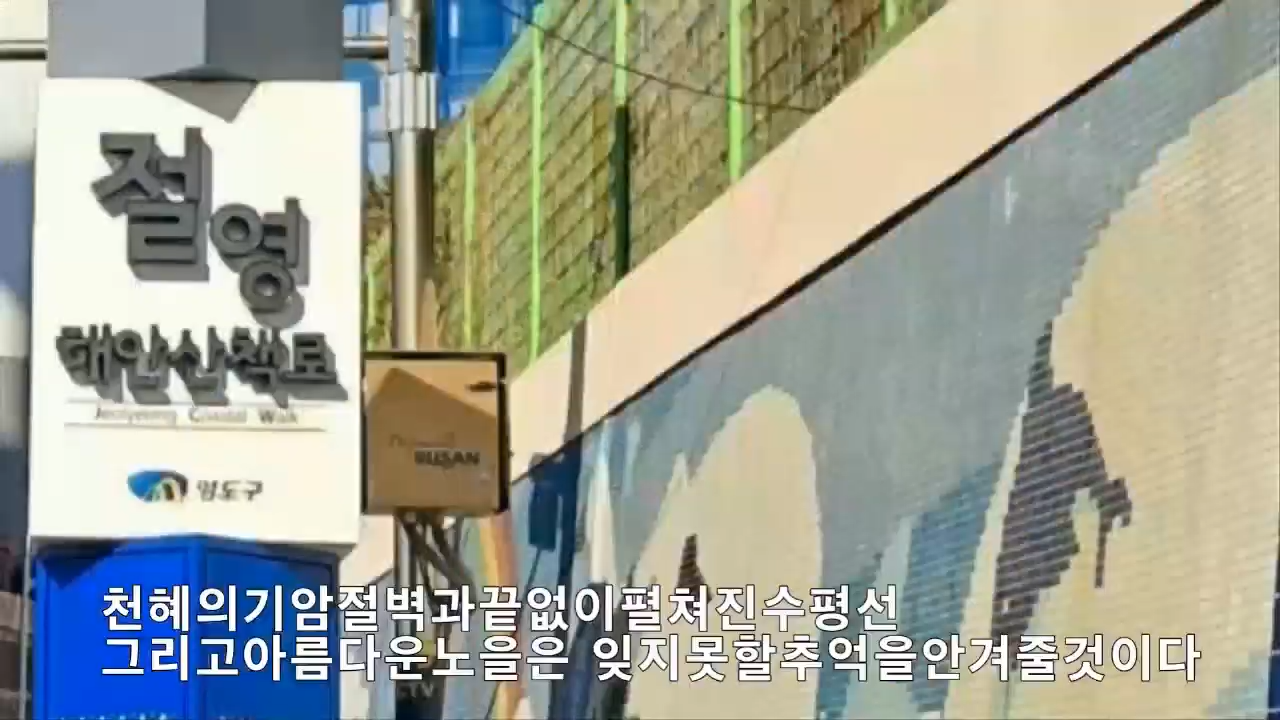 절영
해안산책로
Jeollyeong Coastal Walk
영도구
BUSAN
천혜의기암절벽과끝없이펼쳐진수평선
그리고아름다운노을은 잊지못할추억을안겨줄것이다